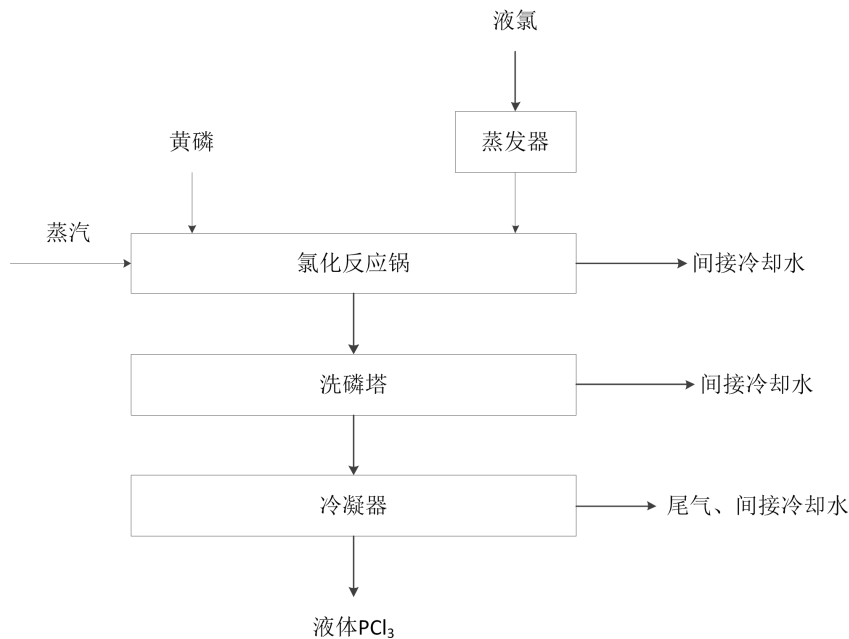 液氯
蒸发器
黄磷
蒸汽
氯化反应锅
间接冷却水
洗磷塔
间接冷却水
冷凝器
尾气、间接冷却水
液体PCl₃